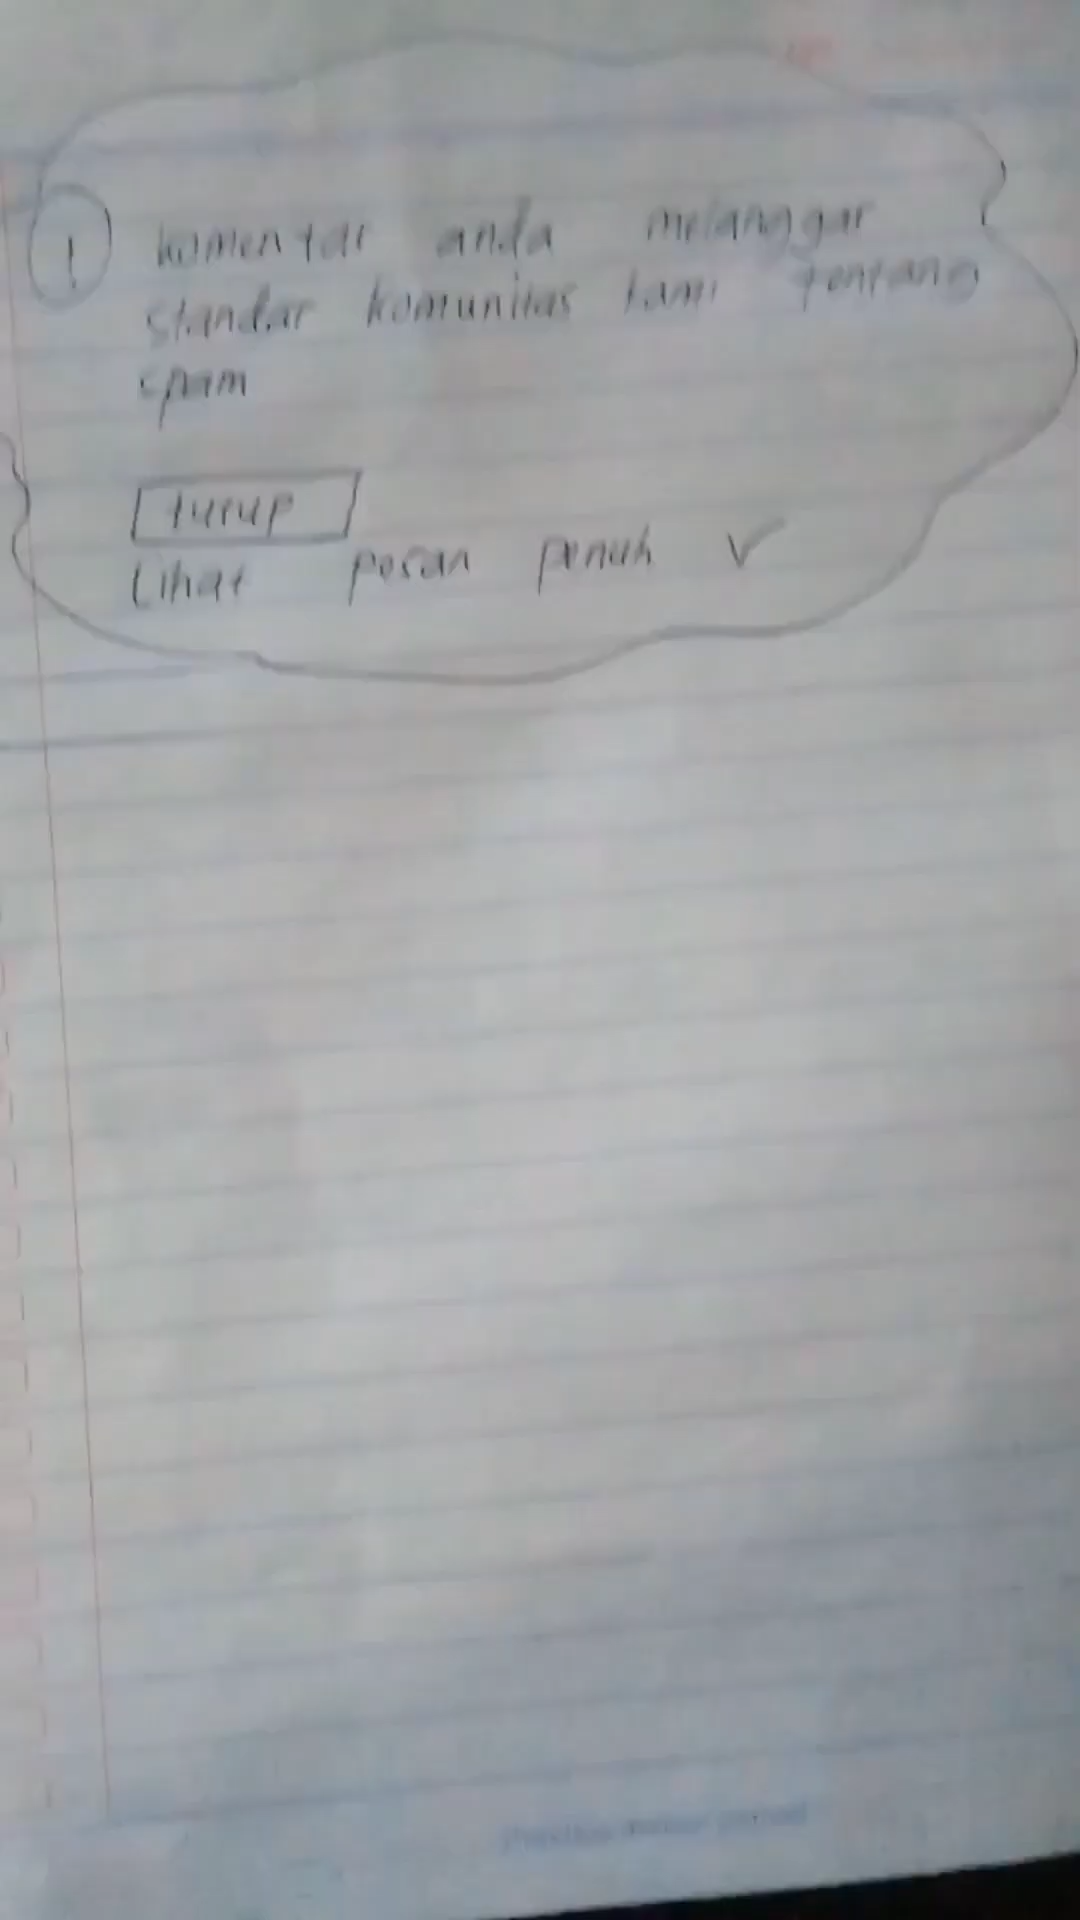 ! komentar anda melanggar
standar komunitas kami tentang
spam
tutup
Lihat pesan penuh